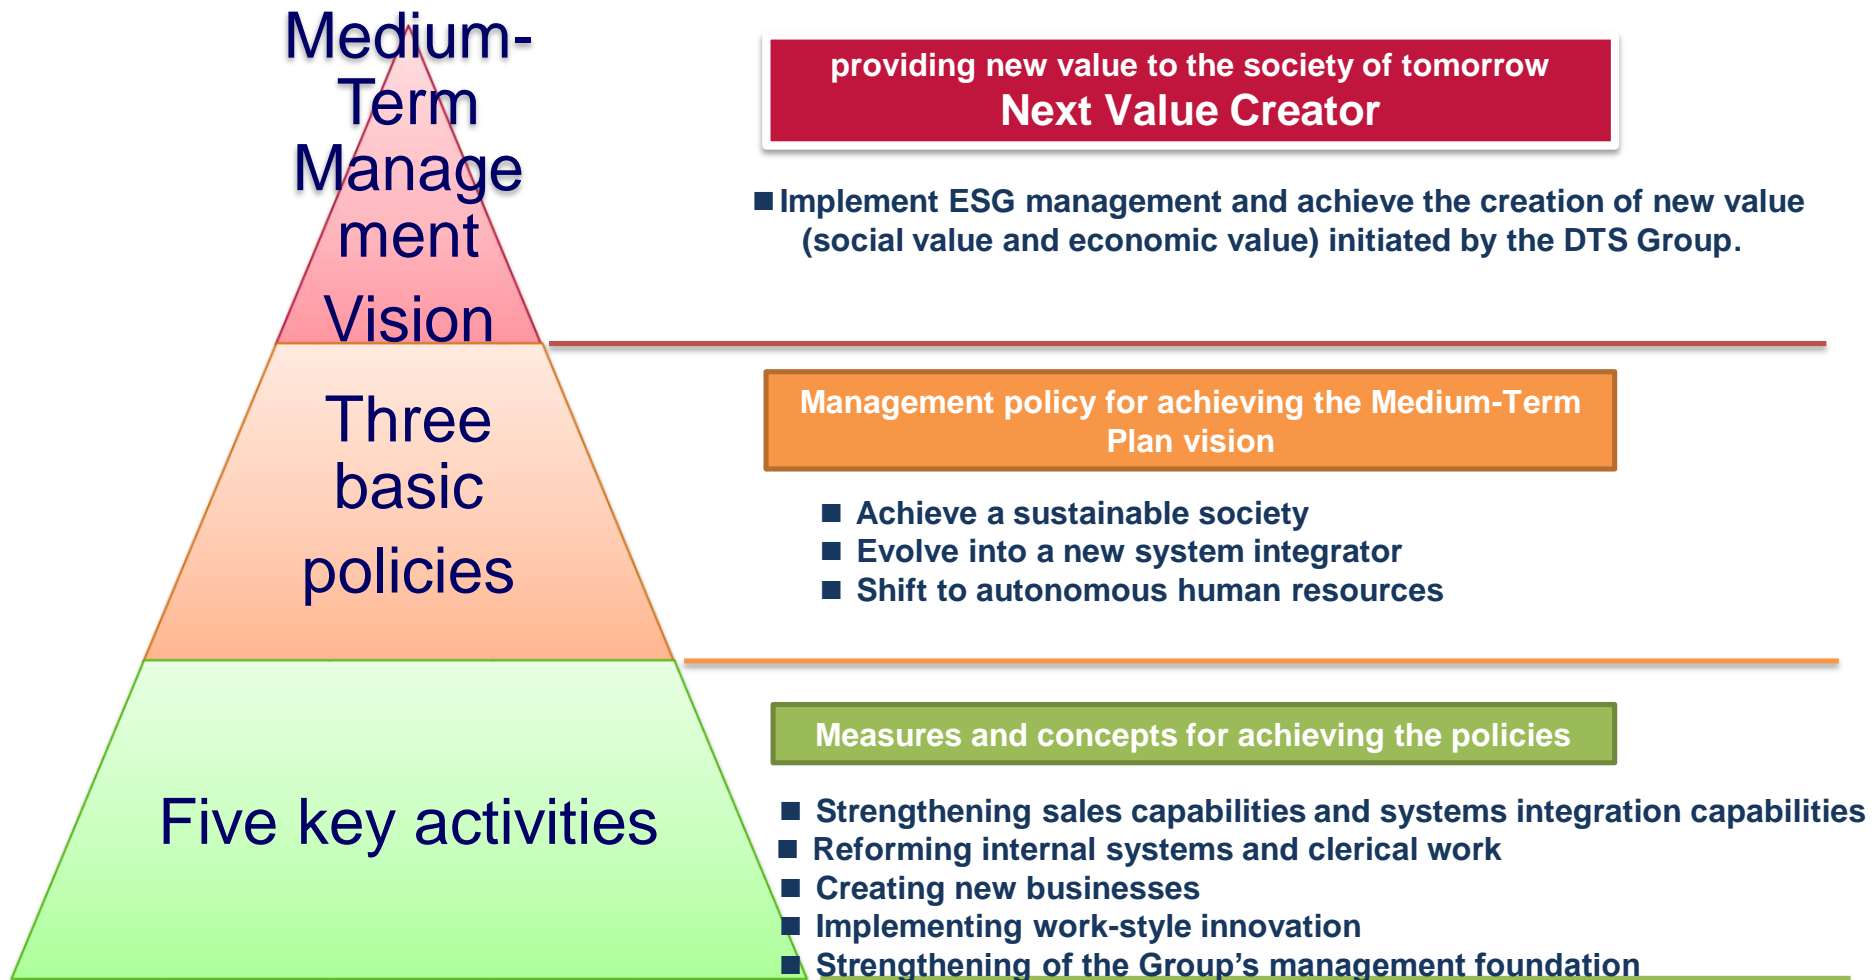 Medium-
Term
Manage
ment
Vision
providing new value to the society of tomorrow
Next Value Creator
■ Implement ESG management and achieve the creation of new value
(social value and economic value) initiated by the DTS Group.
Three
basic
policies
Management policy for achieving the Medium-Term
Plan vision
■ Achieve a sustainable society
■ Evolve into a new system integrator
■ Shift to autonomous human resources
Five key activities
Measures and concepts for achieving the policies
■ Strengthening sales capabilities and systems integration capabilities
■ Reforming internal systems and clerical work
■ Creating new businesses
■ Implementing work-style innovation
■ Strengthening of the Group’s management foundation